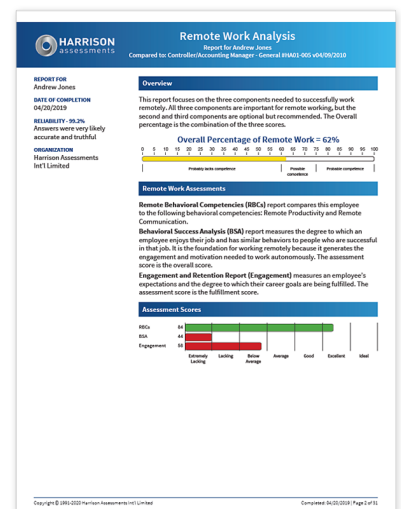 HARRISON
assessments
Remote Work Analysis
Report for Andrew Jones
Compared to: Controller/Accounting Manager - General #HA01-005 v04/09/2010
REPORT FOR
Andrew Jones
DATE OF COMPLETION
04/20/2019
RELIABILITY - 99.2%
Answers were very likely
accurate and truthful
ORGANIZATION
Harrison Assessments
Int'l Limited
Overview
This report focuses on the three components needed to successfully work
remotely. All three components are important for remote working, but the
second and third components are optional but recommended. The Overall
percentage is the combination of the three scores.
Overall Percentage of Remote Work = 62%
0 5 10 15 20 25 30 35 40 45 50 55 60 65 70 75 80 85 90 95 100
Probably lacks competence
Possible
competence
Probable competence
Remote Work Assessments
Remote Behavioral Competencies (RBCs) report compares this employee
to the following behavioral competencies: Remote Productivity and Remote
Communication.
Behavioral Success Analysis (BSA) report measures the degree to which an
employee enjoys their job and has similar behaviors to people who are successful
in that job. It is the foundation for working remotely because it generates the
engagement and motivation needed to work autonomously. The assessment
score is the overall score.
Engagement and Retention Report (Engagement) measures an employee's
expectations and the degree to which their career goals are being fulfilled. The
assessment score is the fulfillment score.
Assessment Scores
RBCs 84
BSA 44
Engagement
Extremely
Lacking
Lacking
Below
Average
Average
Good
Excellent
Ideal
Copyright © 1991-2020 Harrison Assessments Int'l Limited
Completed: 04/20/2019 | Page 2 of 51